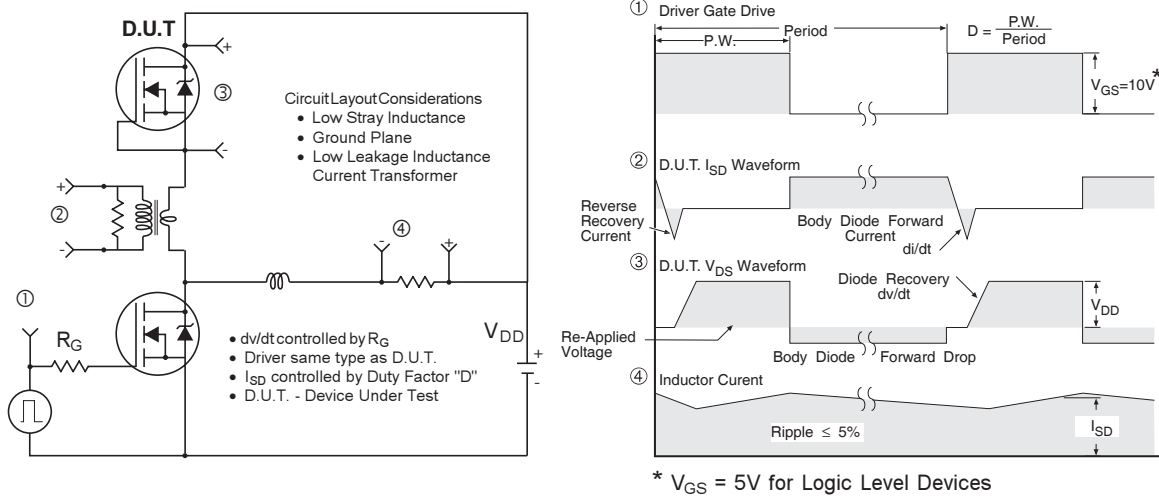 D.U.T
+
③
-
Circuit Layout Considerations
• Low Stray Inductance
• Ground Plane
• Low Leakage Inductance
Current Transformer
+
②
-
④
-
+
①
R_G
V_DD
+
-
• dv/dt controlled by R_G
• Driver same type as D.U.T.
• I_SD controlled by Duty Factor "D"
• D.U.T. - Device Under Test
① Driver Gate Drive
Period
P.W.
D = P.W. / Period
V_GS=10V *
② D.U.T. I_SD Waveform
Reverse
Recovery
Current
Body Diode Forward
Current
di/dt
③ D.U.T. V_DS Waveform
Diode Recovery
dv/dt
V_DD
Re-Applied
Voltage
Body Diode Forward Drop
④ Inductor Curent
Ripple ≤ 5%
I_SD
* V_GS = 5V for Logic Level Devices